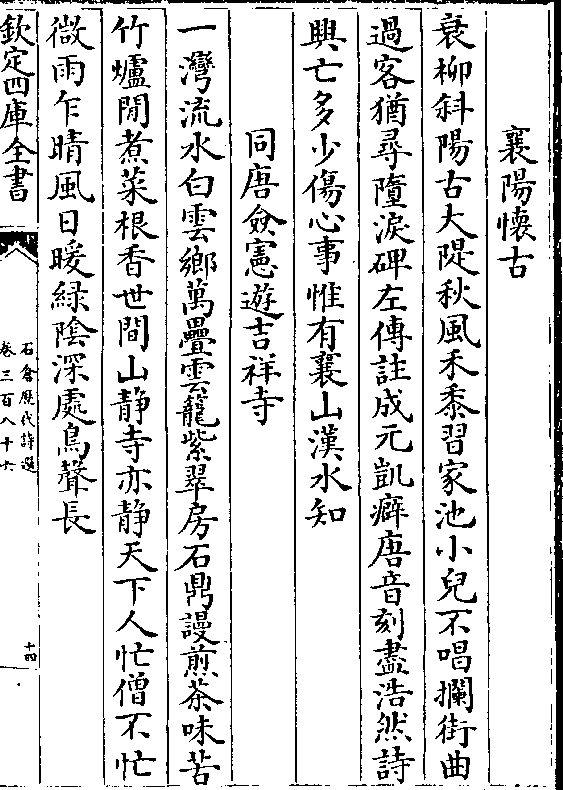 襄陽懷古
衰柳斜陽古大隄秋風禾黍習家池小兒不唱攔街曲
過客猶尋墮淚碑左傳註成元凱癖唐音刻盡浩然詩
興亡多少傷心事惟有襄山漢水知
同唐僉憲遊吉祥寺
一灣流水白雲鄉萬疊雲籠紫翠房石鼎謾煎茶味苦
竹爐閒煮菜根香世間山静寺亦静天下人忙僧不忙
微雨乍晴風日暖緑陰深處鳥聲長
欽定四庫全書
石倉歴代詩選
卷三百八十六
十四